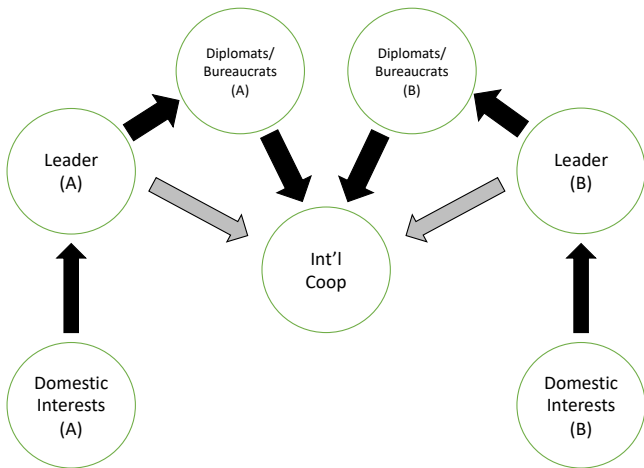 Diplomats/
Bureaucrats
(A)
Diplomats/
Bureaucrats
(B)
Leader
(A)
Leader
(B)
Int'l
Coop
Domestic
Interests
(A)
Domestic
Interests
(B)